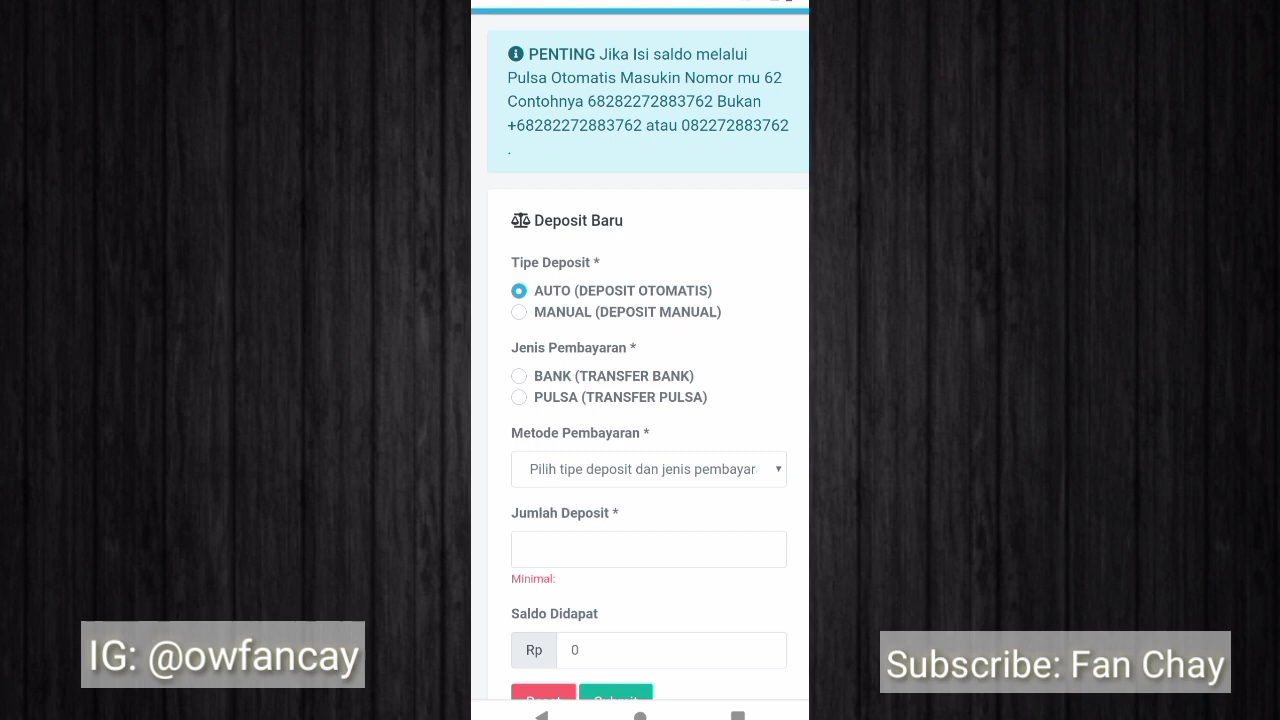 PENTING Jika Isi saldo melalui
Pulsa Otomatis Masukin Nomor mu 62
Contohnya 68282272883762 Bukan
+68282272883762 atau 082272883762
.
Deposit Baru
Tipe Deposit *
AUTO (DEPOSIT OTOMATIS)
MANUAL (DEPOSIT MANUAL)
Jenis Pembayaran *
BANK (TRANSFER BANK)
PULSA (TRANSFER PULSA)
Metode Pembayaran *
Pilih tipe deposit dan jenis pembayar
Jumlah Deposit *
Minimal:
Saldo Didapat
Rp 0
IG: @owfancay
Subscribe: Fan Chay